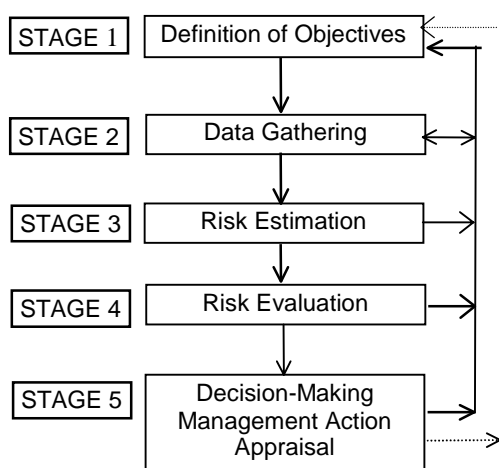 STAGE 1
Definition of Objectives
STAGE 2
Data Gathering
STAGE 3
Risk Estimation
STAGE 4
Risk Evaluation
STAGE 5
Decision-Making
Management Action
Appraisal